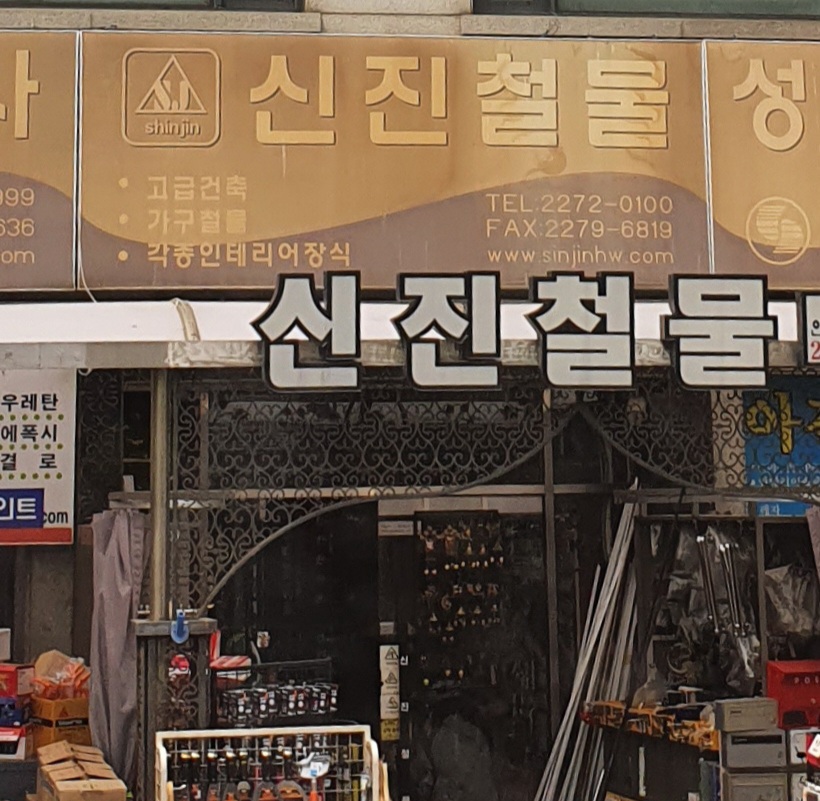 사
999
636
om
SJ
shinjin
신진철물
• 고급건축
• 가구철물
• 각종인테리어장식
TEL:2272-0100
FAX:2279-6819
www.sinjinhw.com
성
신진철물
우레탄
에폭시
결 로
인트.com